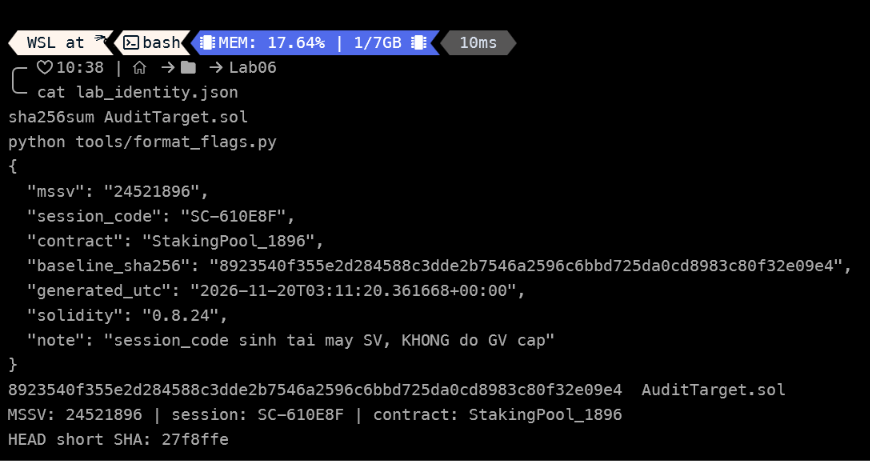 WSL at bash MEM: 17.64% | 1/7GB 10ms
10:38 | → → Lab06
cat lab_identity.json
sha256sum AuditTarget.sol
python tools/format_flags.py
{
  "mssv": "24521896",
  "session_code": "SC-610E8F",
  "contract": "StakingPool_1896",
  "baseline_sha256": "8923540f355e2d284588c3dde2b7546a2596c6bbd725da0cd8983c80f32e09e4",
  "generated_utc": "2026-11-20T03:11:20.361668+00:00",
  "solidity": "0.8.24",
  "note": "session_code sinh tai may SV, KHONG do GV cap"
}
8923540f355e2d284588c3dde2b7546a2596c6bbd725da0cd8983c80f32e09e4  AuditTarget.sol
MSSV: 24521896 | session: SC-610E8F | contract: StakingPool_1896
HEAD short SHA: 27f8ffe